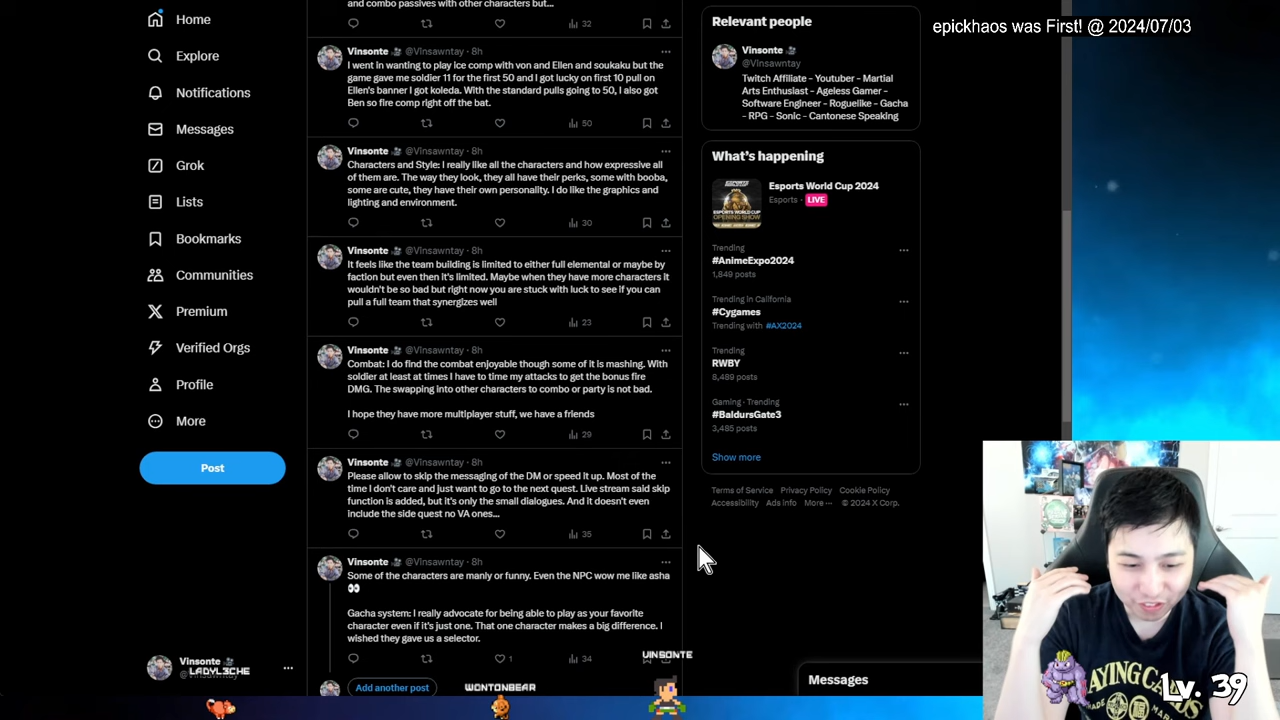 Home
Explore
Notifications
Messages
Grok
Lists
Bookmarks
Communities
Premium
Verified Orgs
Profile
More
Post
Vinsonte
and combo passives with other characters but...
32
Vinsonte @Vinsawntay · 8h
I went in wanting to play ice comp with von and Ellen and soukaku but the
game gave me soldier 11 for the first 50 and I got lucky on first 10 pull on
Ellen's banner I got koleda. With the standard pulls going to 50, I also got
Ben so fire comp right off the bat.
50
Vinsonte @Vinsawntay · 8h
Characters and Style: I really like all the characters and how expressive all
of them are. The way they look, they all have their perks, some with booba,
some are cute, they have their own personality. I do like the graphics and
lighting and environment.
30
Vinsonte @Vinsawntay · 8h
It feels like the team building is limited to either full elemental or maybe by
faction but even then it's limited. Maybe when they have more characters it
wouldn't be so bad but right now you are stuck with luck to see if you can
pull a full team that synergizes well
23
Vinsonte @Vinsawntay · 8h
Combat: I do find the combat enjoyable though some of it is mashing. With
soldier at least at times I have to time my attacks to get the bonus fire
DMG. The swapping into other characters to combo or party is not bad.
I hope they have more multiplayer stuff, we have a friends
29
Vinsonte @Vinsawntay · 8h
Please allow to skip the messaging of the DM or speed it up. Most of the
time I don't care and just want to go to the next quest. Live stream said skip
function is added, but it's only the small dialogues. And it doesn't even
include the side quest no VA ones...
35
Vinsonte @Vinsawntay · 8h
Some of the characters are manly or funny. Even the NPC wow me like asha
👀
Gacha system: I really advocate for being able to play as your favorite
character even if it's just one. That one character makes a big difference. I
wished they gave us a selector.
1
34
Add another post
Relevant people
Vinsonte
@Vinsawntay
Twitch Affiliate - Youtuber - Martial
Arts Enthusiast - Ageless Gamer -
Software Engineer - Roguelike - Gacha
- RPG - Sonic - Cantonese Speaking
What's happening
Esports World Cup 2024
Esports · LIVE
Trending
#AnimeExpo2024
1,849 posts
Trending in California
#Cygames
Trending with #AX2024
Trending
RWBY
8,489 posts
Gaming · Trending
#BaldursGate3
3,485 posts
Show more
Terms of Service Privacy Policy Cookie Policy
Accessibility Ads info More ··· © 2024 X Corp.
Messages
epickhaos was First! @ 2024/07/03
LADYL3CHE
WONTONBEAR
VINSONTE
Lv. 39